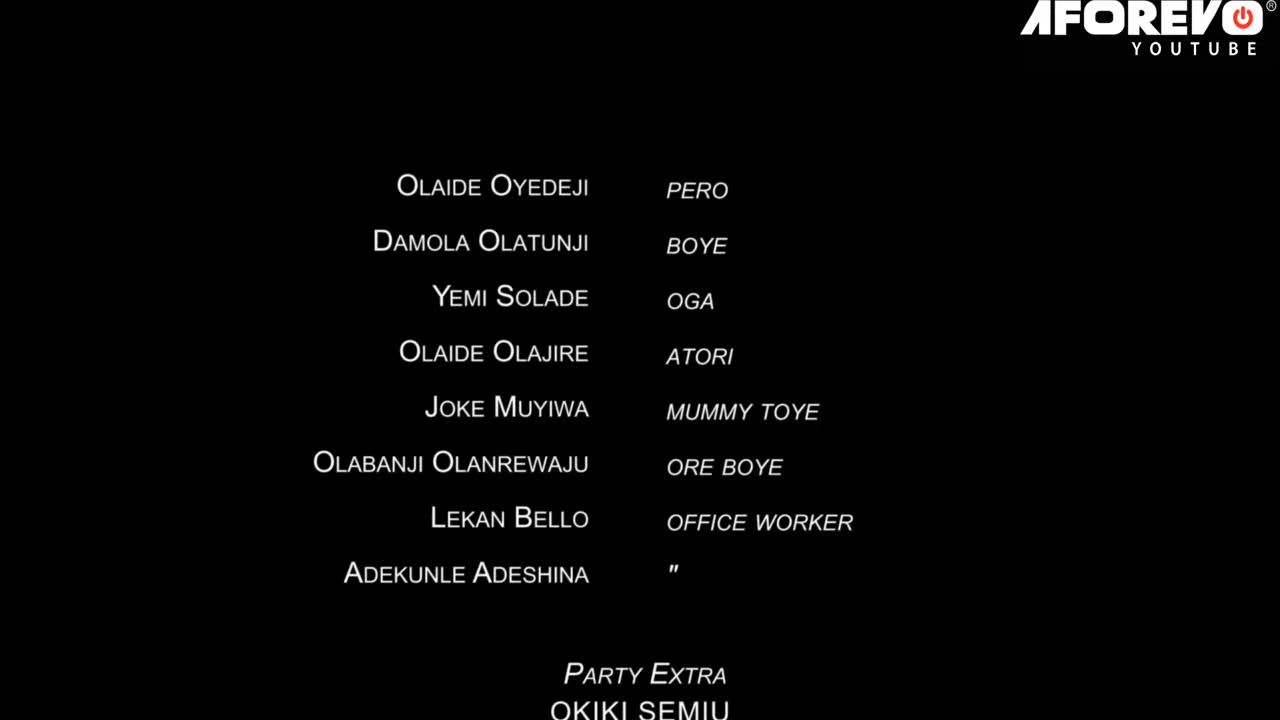 AFOREVO®
YOUTUBE
OLAIDE OYEDEJI PERO
DAMOLA OLATUNJI BOYE
YEMI SOLADE OGA
OLAIDE OLAJIRE ATORI
JOKE MUYIWA MUMMY TOYE
OLABANJI OLANREWAJU ORE BOYE
LEKAN BELLO OFFICE WORKER
ADEKUNLE ADESHINA "
PARTY EXTRA
OKIKI SEMIU